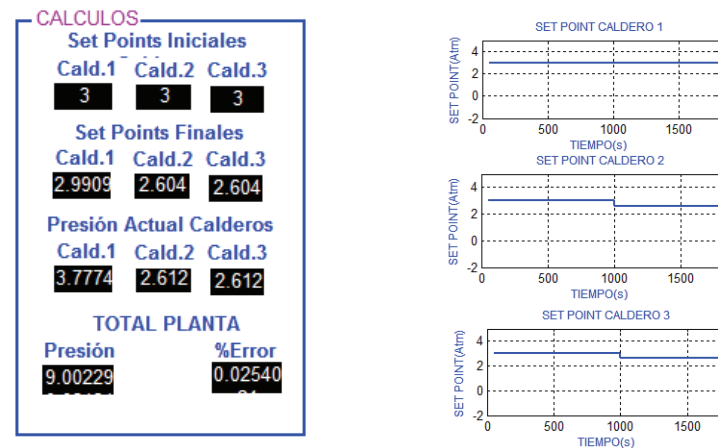 CALCULOS
Set Points Iniciales
Cald.1 Cald.2 Cald.3
3 3 3
Set Points Finales
Cald.1 Cald.2 Cald.3
2.9909 2.604 2.604
Presión Actual Calderos
Cald.1 Cald.2 Cald.3
3.7774 2.612 2.612
TOTAL PLANTA
Presión %Error
9.00229 0.02540
SET POINT CALDERO 1
SET POINT(Atm)
4
2
0
-2
0 500 1000 1500
TIEMPO(s)
SET POINT CALDERO 2
SET POINT(Atm)
4
2
0
-2
0 500 1000 1500
TIEMPO(s)
SET POINT CALDERO 3
SET POINT(Atm)
4
2
0
-2
0 500 1000 1500
TIEMPO(s)